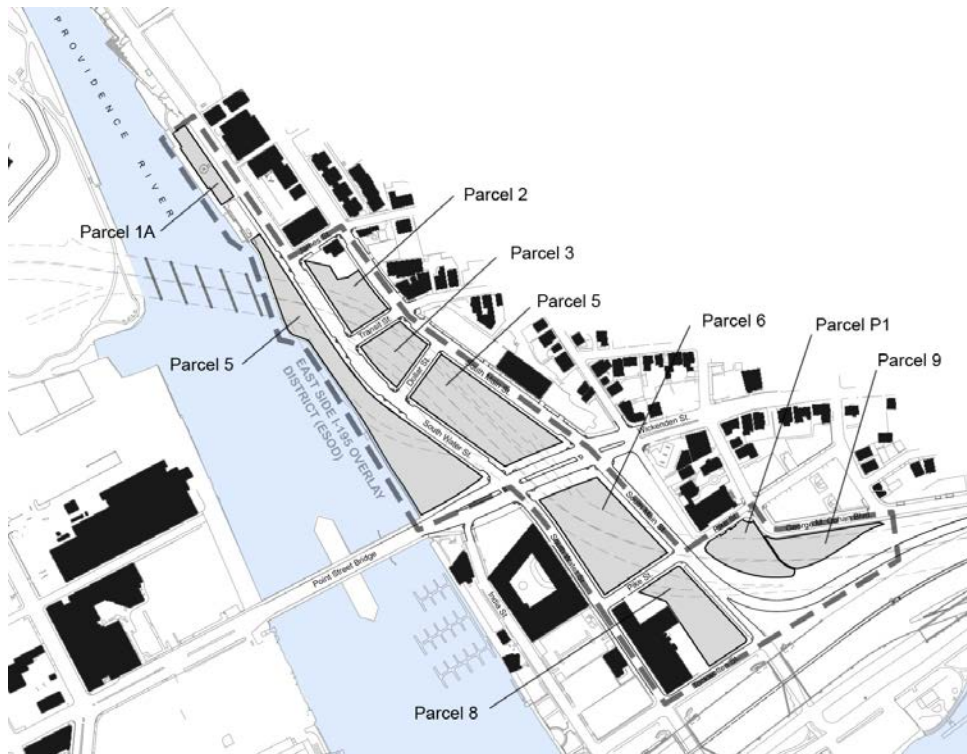 PROVIDENCE RIVER
Parcel 2
Parcel 1A
Parcel 3
Parcel 5
Parcel 6
Parcel P1
Parcel 5
Parcel 9
Transit St.
Dollar St.
Wickenden St.
EAST SIDE I-195 OVERLAY
DISTRICT (ESOD)
South Water St.
Pike St.
Point Street Bridge
India St.
Parcel 8